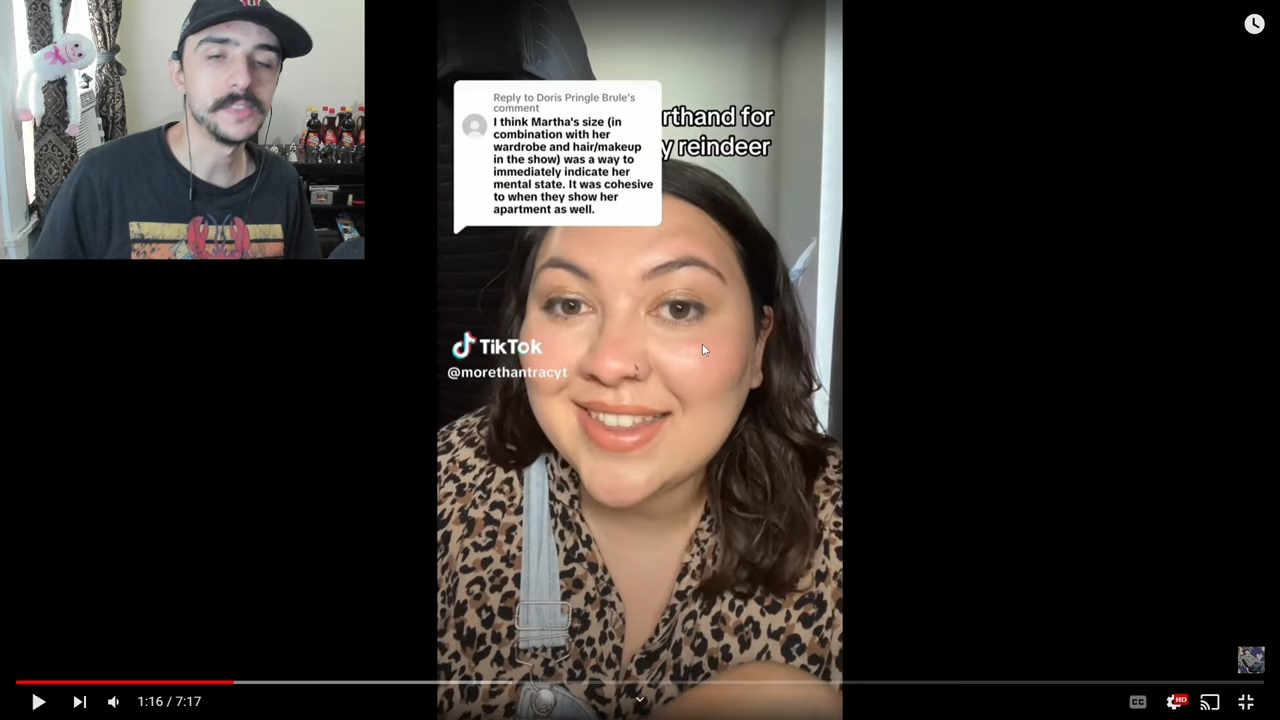 Reply to Doris Pringle Brule's
comment
I think Martha's size (in
combination with her
wardrobe and hair/makeup
in the show) was a way to
immediately indicate her
mental state. It was cohesive
to when they show her
apartment as well.
rthand for
y reindeer
TikTok
@morethantracyt
1:16 / 7:17
CC
HD